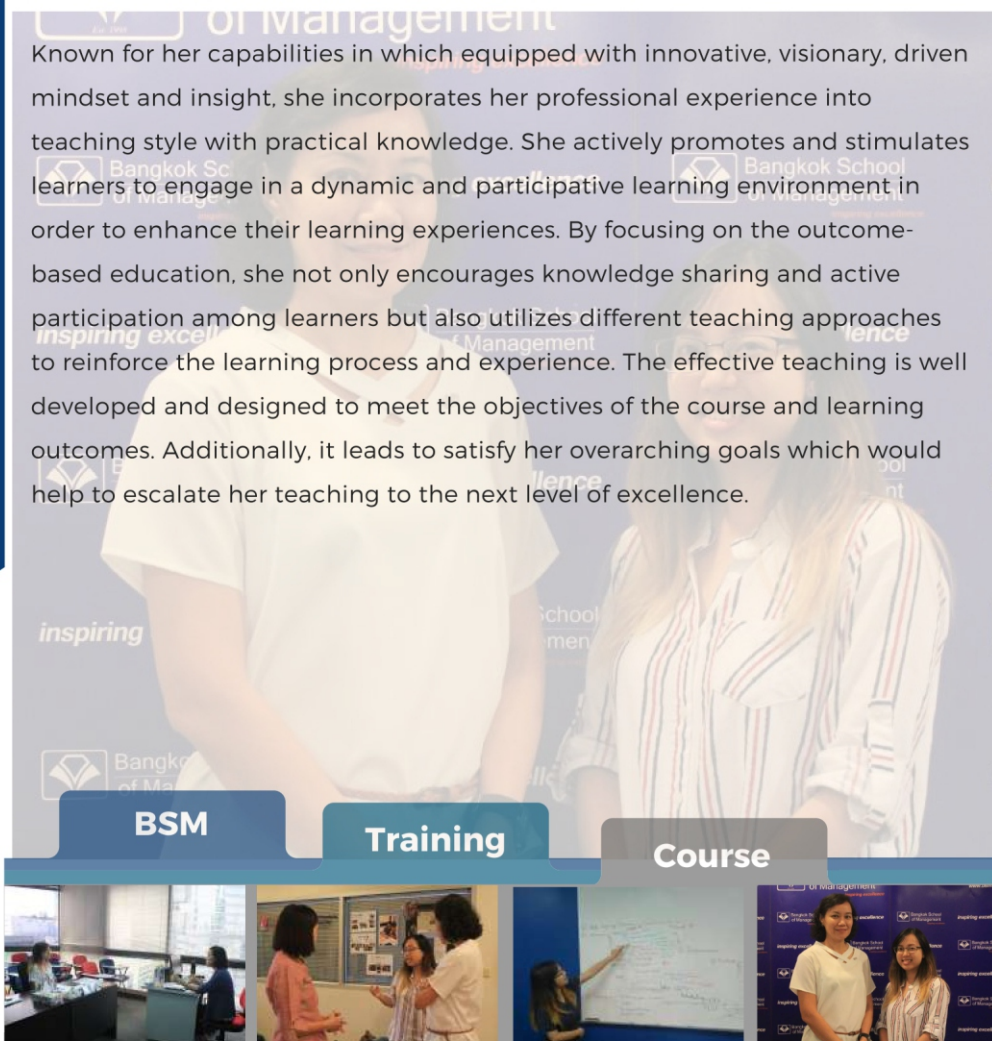 of Management
Known for her capabilities in which equipped with innovative, visionary, driven
mindset and insight, she incorporates her professional experience into
teaching style with practical knowledge. She actively promotes and stimulates
learners to engage in a dynamic and participative learning environment in
order to enhance their learning experiences. By focusing on the outcome-
based education, she not only encourages knowledge sharing and active
participation among learners but also utilizes different teaching approaches
to reinforce the learning process and experience. The effective teaching is well
developed and designed to meet the objectives of the course and learning
outcomes. Additionally, it leads to satisfy her overarching goals which would
help to escalate her teaching to the next level of excellence.
Bangkok School
of Management
inspiring
BSM
Training
Course